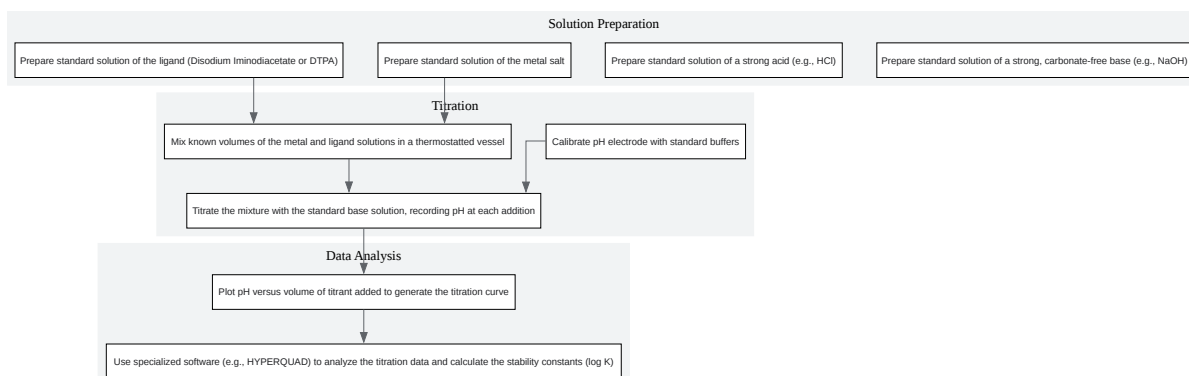 Solution Preparation
Prepare standard solution of the ligand (Disodium Iminodiacetate or DTPA)
Prepare standard solution of the metal salt
Prepare standard solution of a strong acid (e.g., HCl)
Prepare standard solution of a strong, carbonate-free base (e.g., NaOH)
Titration
Mix known volumes of the metal and ligand solutions in a thermostatted vessel
Calibrate pH electrode with standard buffers
Titrate the mixture with the standard base solution, recording pH at each addition
Data Analysis
Plot pH versus volume of titrant added to generate the titration curve
Use specialized software (e.g., HYPERQUAD) to analyze the titration data and calculate the stability constants (log K)